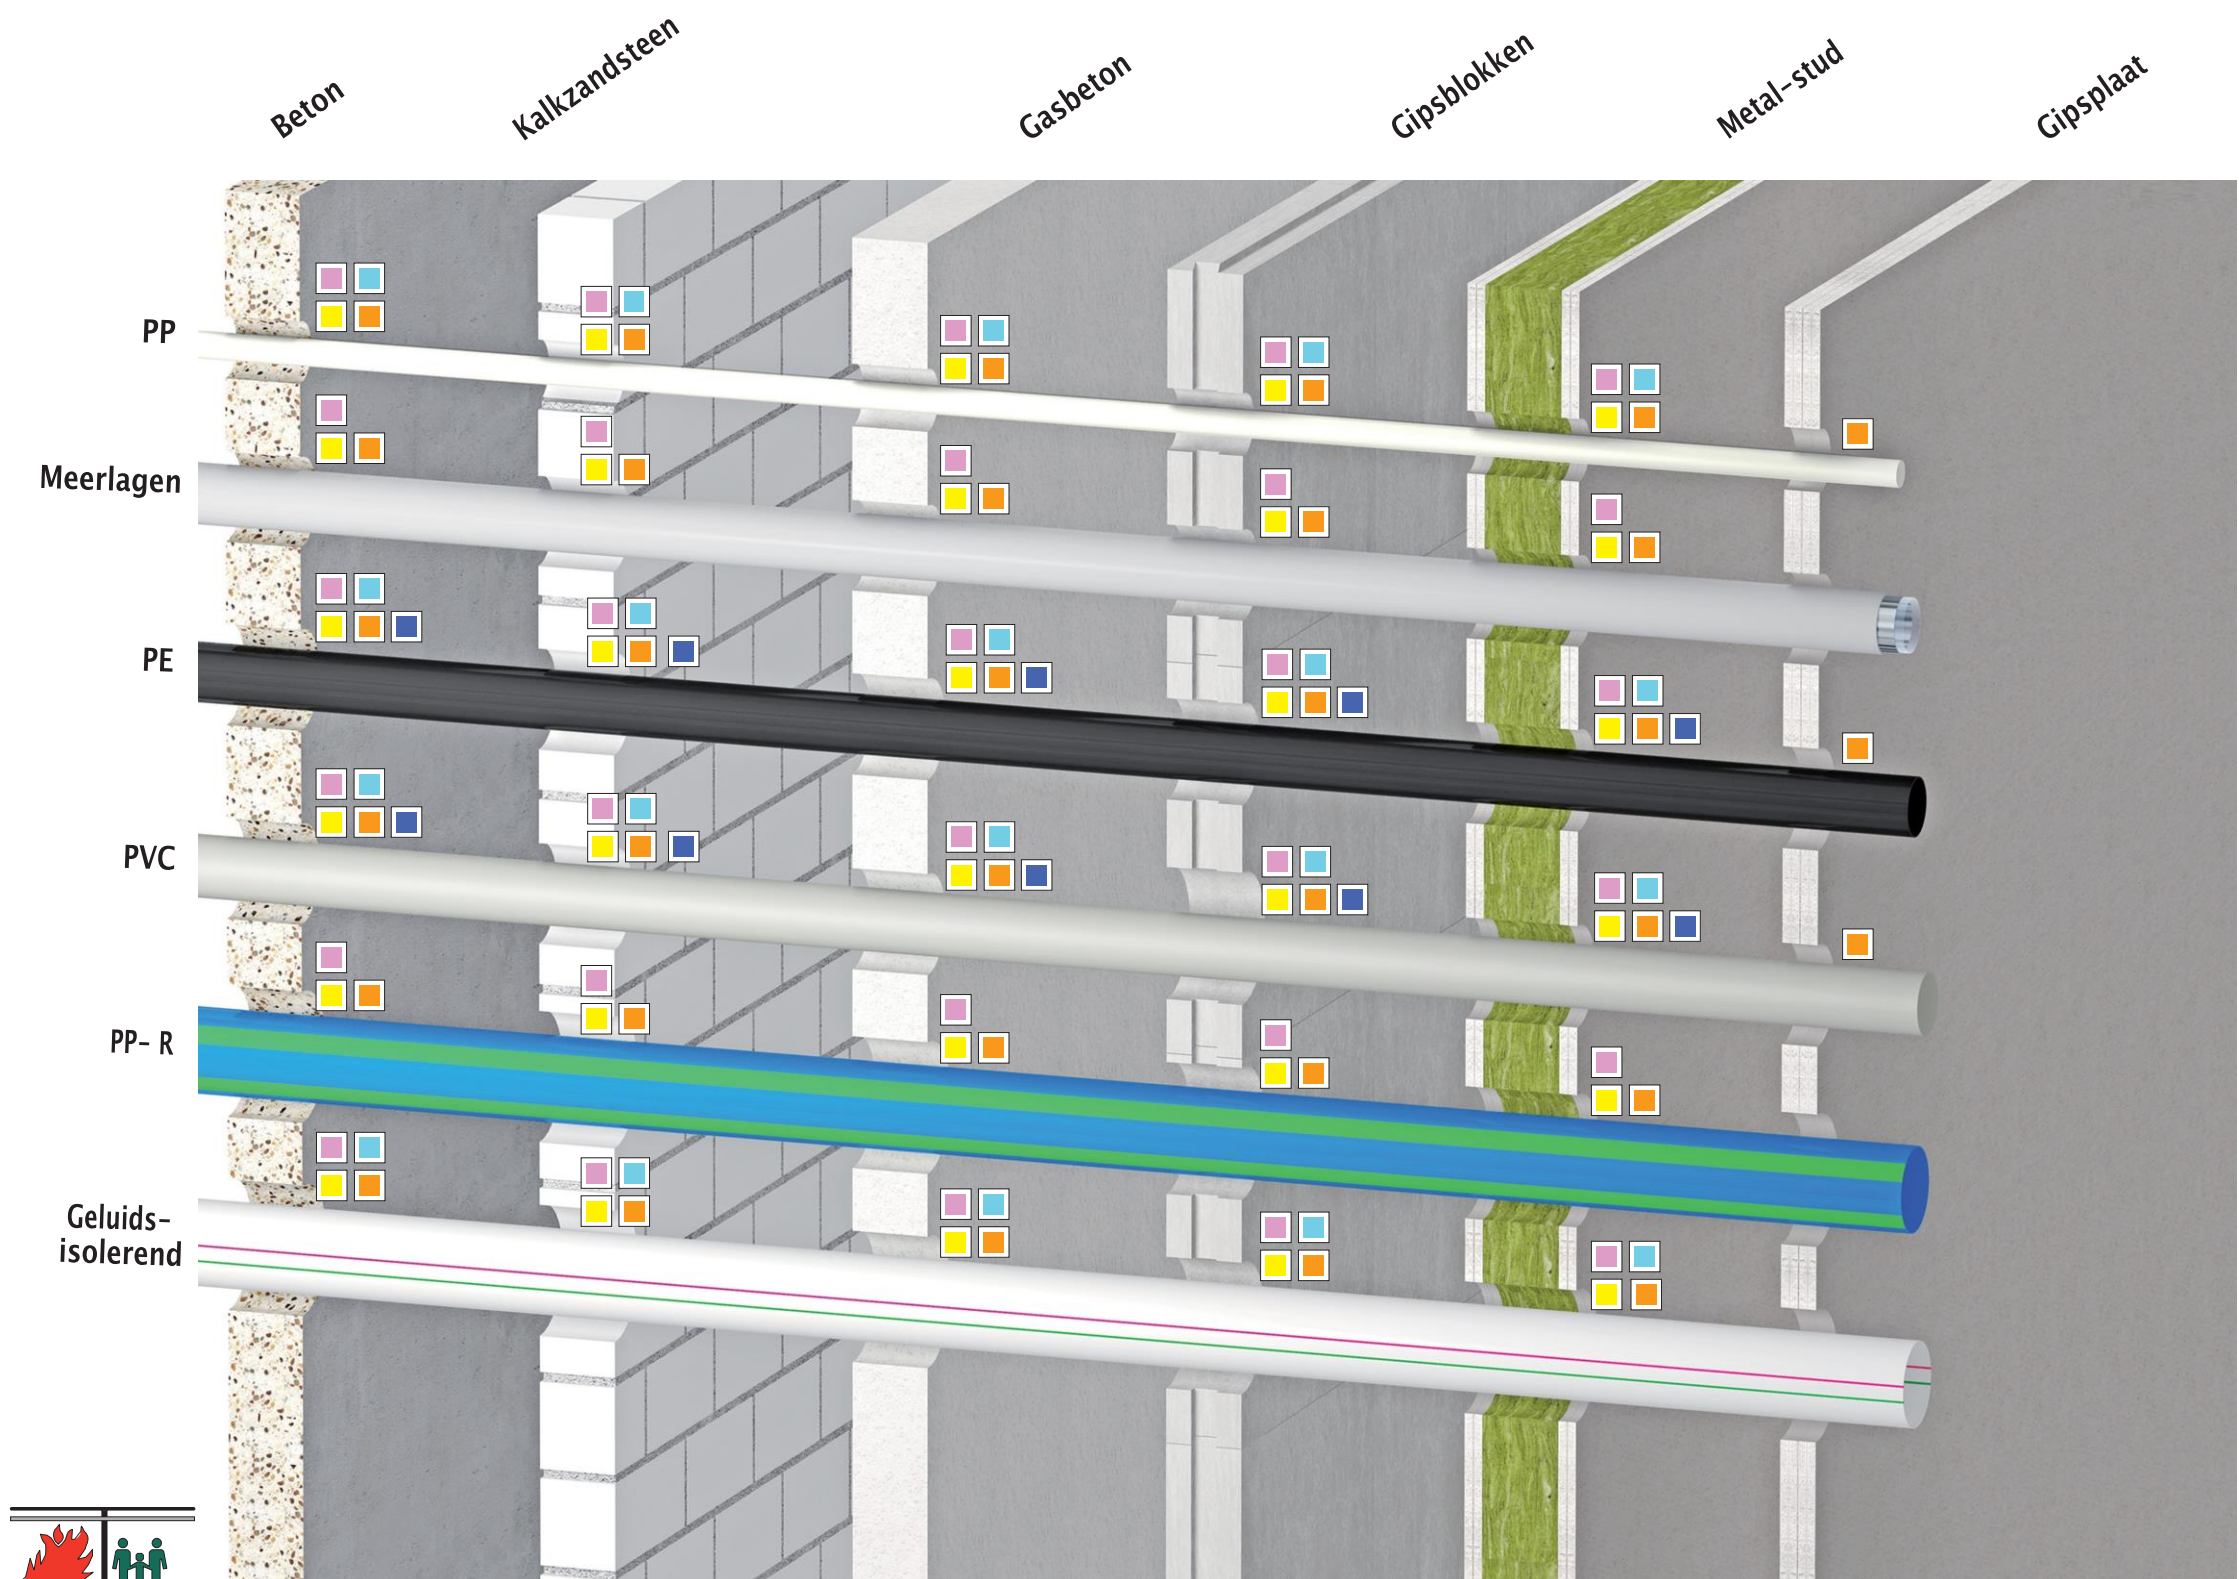 Beton
Kalkzandsteen
Gasbeton
Gipsblokken
Metal-stud
Gipsplaat
PP
Meerlagen
PE
PVC
PP- R
Geluids-
isolerend